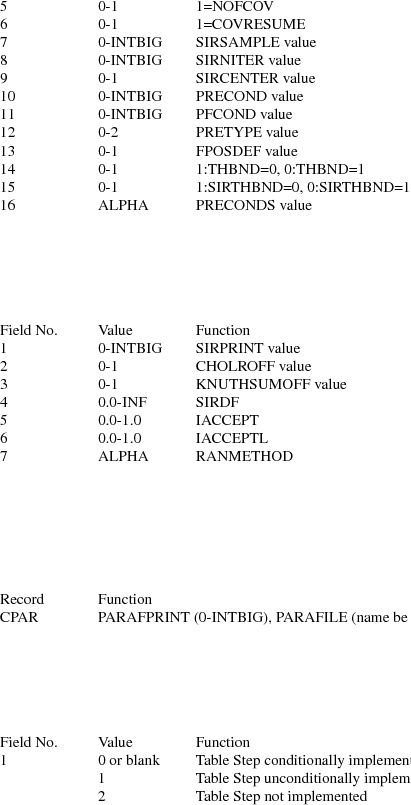 5 0-1 1=NOFCOV
6 0-1 1=COVRESUME
7 0-INTBIG SIRSAMPLE value
8 0-INTBIG SIRNITER value
9 0-1 SIRCENTER value
10 0-INTBIG PRECOND value
11 0-INTBIG PFCOND value
12 0-2 PRETYPE value
13 0-1 FPOSDEF value
14 0-1 1:THBND=0, 0:THBND=1
15 0-1 1:SIRTHBND=0, 0:SIRTHBND=1
16 ALPHA PRECONDS value
Field No. Value Function
1 0-INTBIG SIRPRINT value
2 0-1 CHOLROFF value
3 0-1 KNUTHSUMOFF value
4 0.0-INF SIRDF
5 0.0-1.0 IACCEPT
6 0.0-1.0 IACCEPTL
7 ALPHA RANMETHOD
Record Function
CPAR PARAFPRINT (0-INTBIG), PARAFILE (name be
Field No. Value Function
1 0 or blank Table Step conditionally implement
1 Table Step unconditionally implem
2 Table Step not implemented